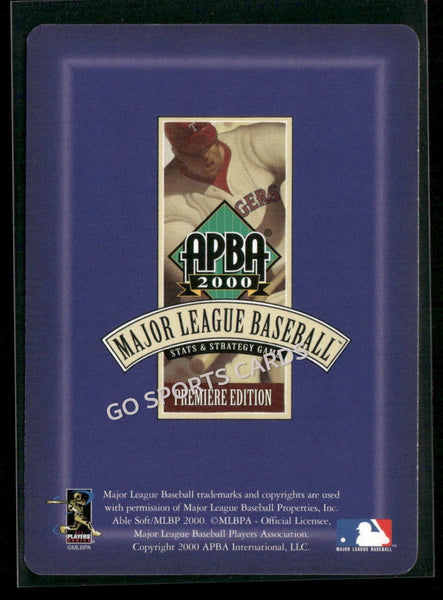 T
GERS
APBA®
2000
MAJOR LEAGUE BASEBALL™
STATS & STRATEGY GAME
GO SPORTS CARDS
PREMIERE EDITION
Major League Baseball trademarks and copyrights are used
with permission of Major League Baseball Properties, Inc.
Able Soft/MLBP 2000. ©MLBPA - Official Licensee,
Major League Baseball Players Association.
Copyright 2000 APBA International, LLC.
PLAYERS
CHOICE
©MLBPA
MAJOR LEAGUE BASEBALL